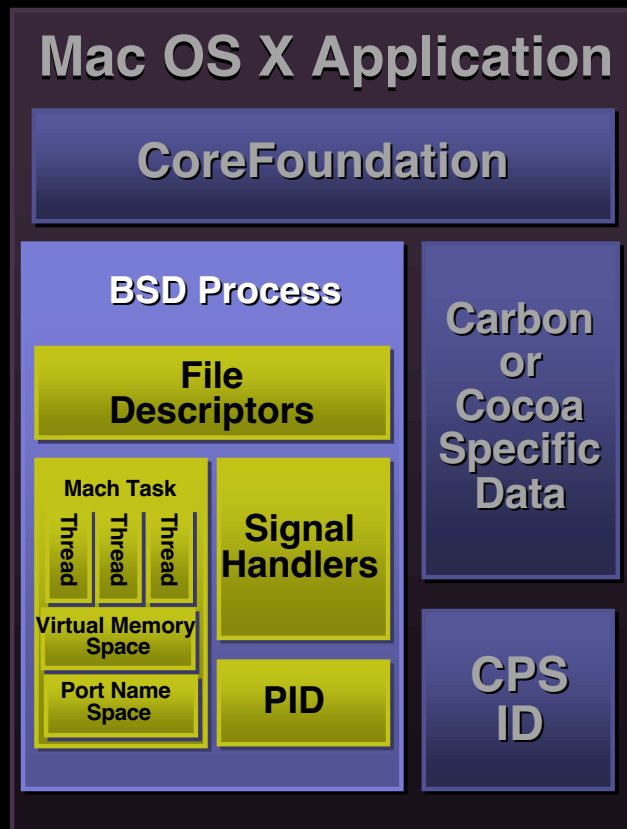 Mac OS X Application
CoreFoundation
BSD Process
File
Descriptors
Mach Task
Thread
Thread
Thread
Virtual Memory
Space
Port Name
Space
Signal
Handlers
PID
Carbon
or
Cocoa
Specific
Data
CPS
ID